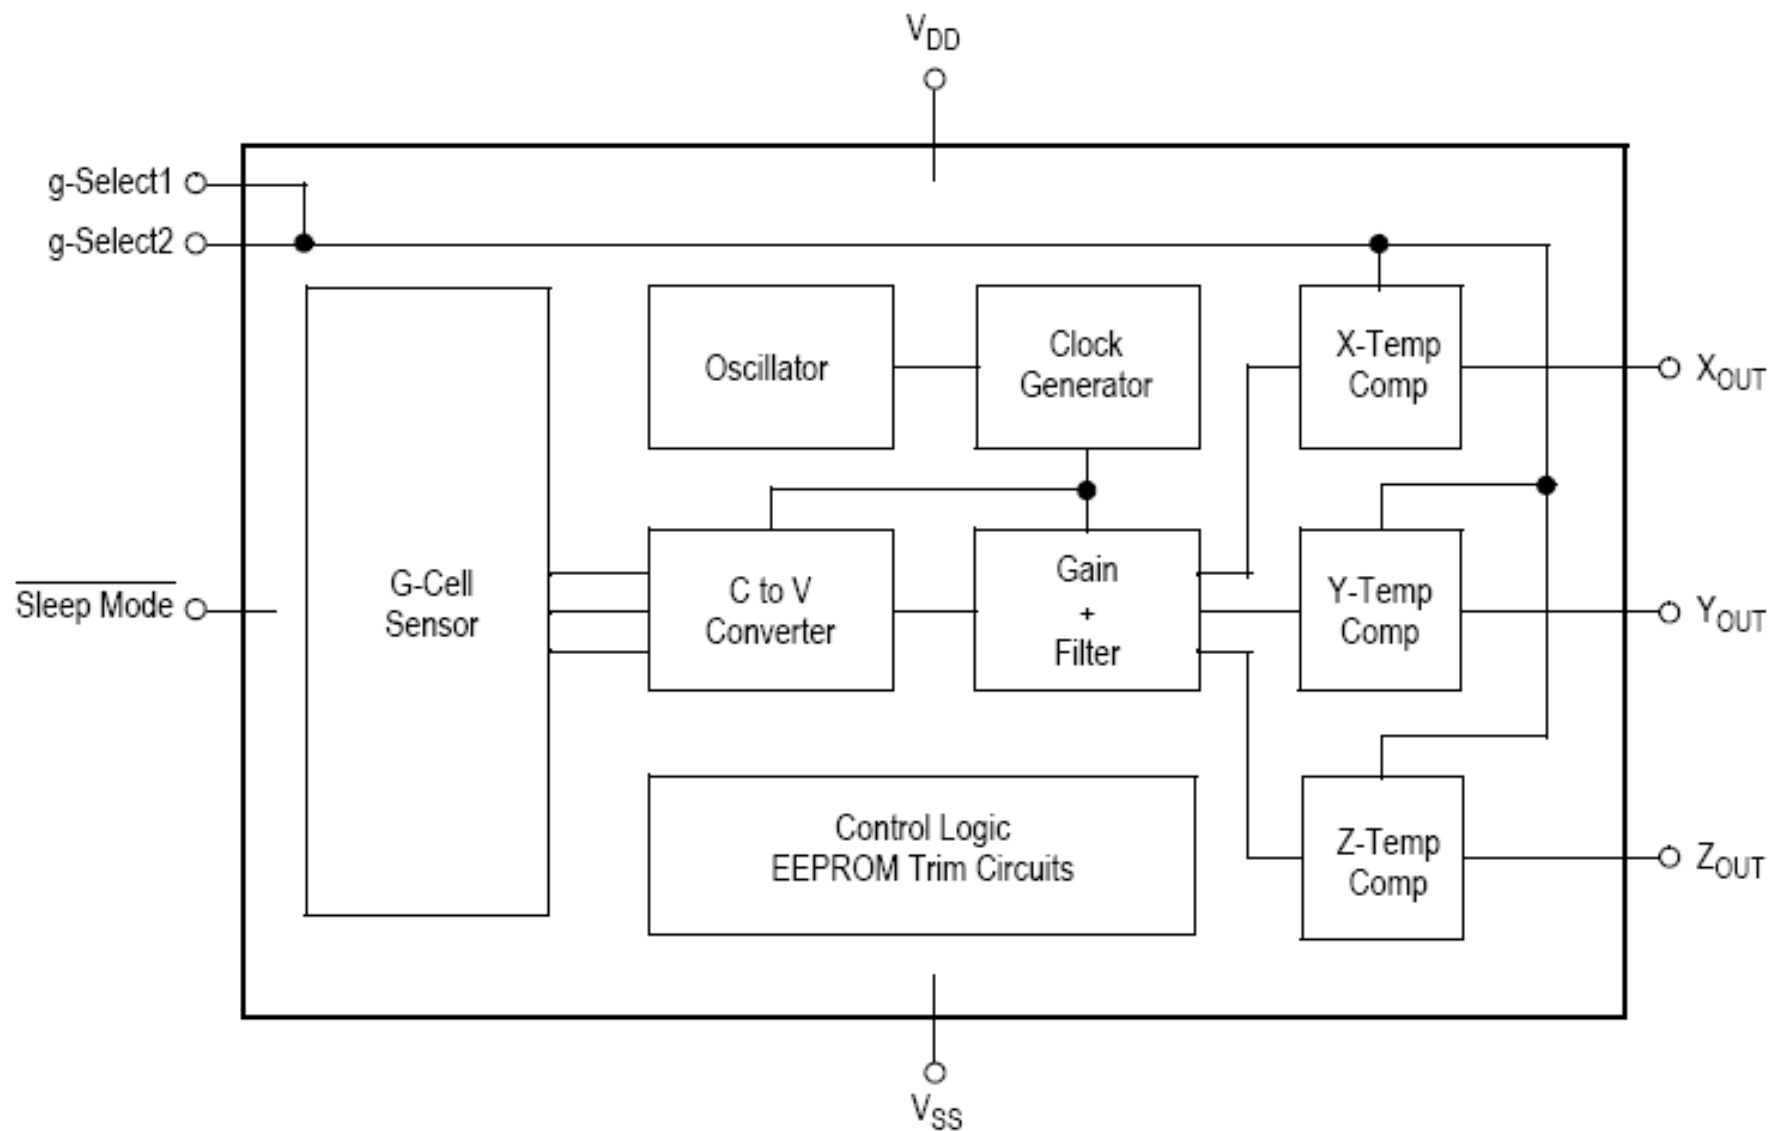 VDD
g-Select1
g-Select2
Oscillator
Clock
Generator
X-Temp
Comp
XOUT
Sleep Mode
G-Cell
Sensor
C to V
Converter
Gain
+
Filter
Y-Temp
Comp
YOUT
Control Logic
EEPROM Trim Circuits
Z-Temp
Comp
ZOUT
VSS